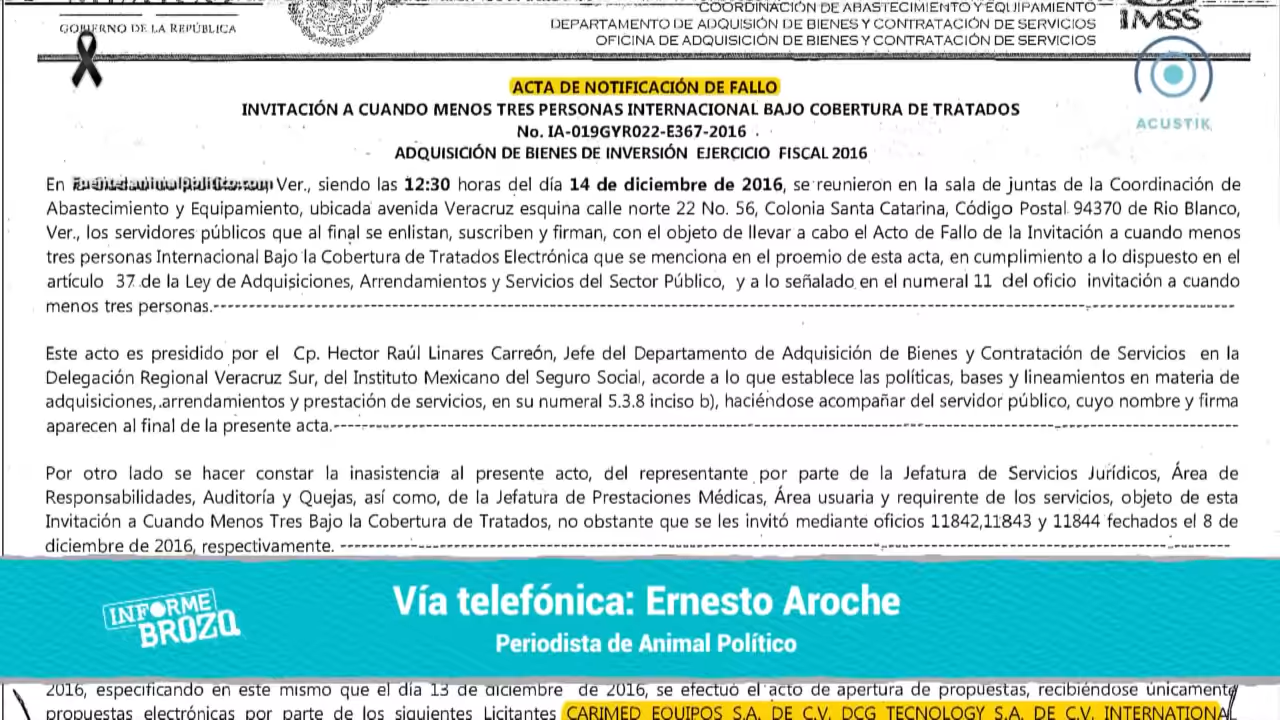 GOBIERNO DE LA REPÚBLICA
COORDINACIÓN DE ABASTECIMIENTO Y EQUIPAMIENTO
DEPARTAMENTO DE ADQUISIÓN DE BIENES Y CONTRATACIÓN DE SERVICIOS
OFICINA DE ADQUISICIÓN DE BIENES Y CONTRATACIÓN DE SERVICIOS
IMSS
ACUSTIK
ACTA DE NOTIFICACIÓN DE FALLO
INVITACIÓN A CUANDO MENOS TRES PERSONAS INTERNACIONAL BAJO COBERTURA DE TRATADOS
No. IA-019GYR022-E367-2016
ADQUISICIÓN DE BIENES DE INVERSIÓN EJERCICIO FISCAL 2016
En Ver., siendo las 12:30 horas del día 14 de diciembre de 2016, se reunieron en la sala de juntas de la Coordinación de
Abastecimiento y Equipamiento, ubicada avenida Veracruz esquina calle norte 22 No. 56, Colonia Santa Catarina, Código Postal 94370 de Rio Blanco,
Ver., los servidores públicos que al final se enlistan, suscriben y firman, con el objeto de llevar a cabo el Acto de Fallo de la Invitación a cuando menos
tres personas Internacional Bajo la Cobertura de Tratados Electrónica que se menciona en el proemio de esta acta, en cumplimiento a lo dispuesto en el
artículo 37 de la Ley de Adquisiciones, Arrendamientos y Servicios del Sector Público, y a lo señalado en el numeral 11 del oficio invitación a cuando
menos tres personas.-
Este acto es presidido por el Cp. Hector Raúl Linares Carreón, Jefe del Departamento de Adquisición de Bienes y Contratación de Servicios en la
Delegación Regional Veracruz Sur, del Instituto Mexicano del Seguro Social, acorde a lo que establece las políticas, bases y lineamientos en materia de
adquisiciones, arrendamientos y prestación de servicios, en su numeral 5.3.8 inciso b), haciéndose acompañar del servidor público, cuyo nombre y firma
aparecen al final de la presente acta.-
Por otro lado se hacer constar la inasistencia al presente acto, del representante por parte de la Jefatura de Servicios Jurídicos, Área de
Responsabilidades, Auditoría y Quejas, así como, de la Jefatura de Prestaciones Médicas, Área usuaria y requirente de los servicios, objeto de esta
Invitación a Cuando Menos Tres Bajo la Cobertura de Tratados, no obstante que se les invitó mediante oficios 11842,11843 y 11844 fechados el 8 de
diciembre de 2016, respectivamente. -
INFORME
BROZO
Vía telefónica: Ernesto Aroche
Periodista de Animal Político
2016, especificando en este mismo que el día 13 de diciembre de 2016, se efectuó el acto de apertura de propuestas, recibiéndose únicamente
propuestas electrónicas por parte de los siguientes Licitantes CARIMED EQUIPOS S.A. DE C.V, DCG TECNOLOGY S.A. DE C.V, INTERNATIONA